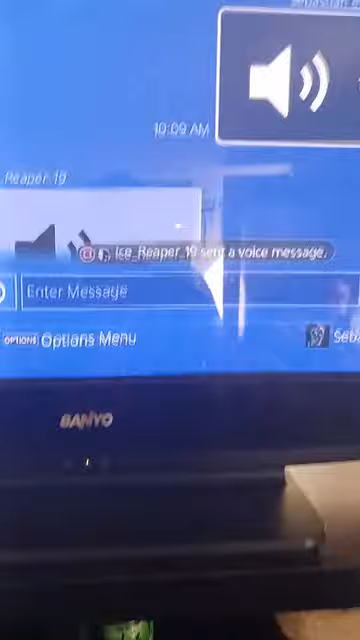 10:09 AM
Reaper 19
Ice_Reaper_19 sent a voice message.
Enter Message
OPTIONS Options Menu
SANYO